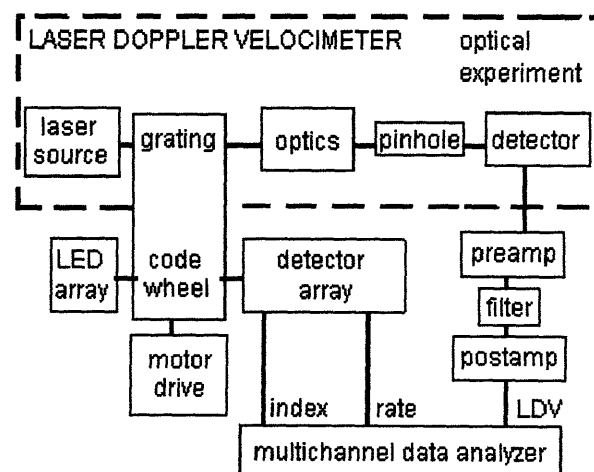 LASER DOPPLER VELOCIMETER
optical
experiment
laser
source
grating
optics
pinhole
detector
LED
array
code
wheel
detector
array
preamp
filter
postamp
motor
drive
index
rate
LDV
multichannel data analyzer